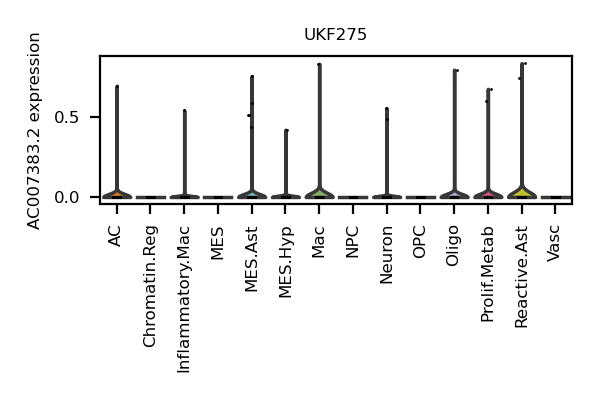 UKF275
AC007383.2 expression
0.5
0.0
AC
Chromatin.Reg
Inflammatory.Mac
MES
MES.Ast
MES.Hyp
Mac
NPC
Neuron
OPC
Oligo
Prolif.Metab
Reactive.Ast
Vasc